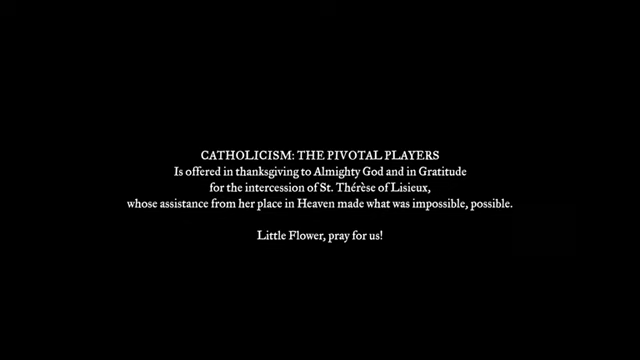 CATHOLICISM: THE PIVOTAL PLAYERS
Is offered in thanksgiving to Almighty God and in Gratitude
for the intercession of St. Thérèse of Lisieux,
whose assistance from her place in Heaven made what was impossible, possible.
Little Flower, pray for us!